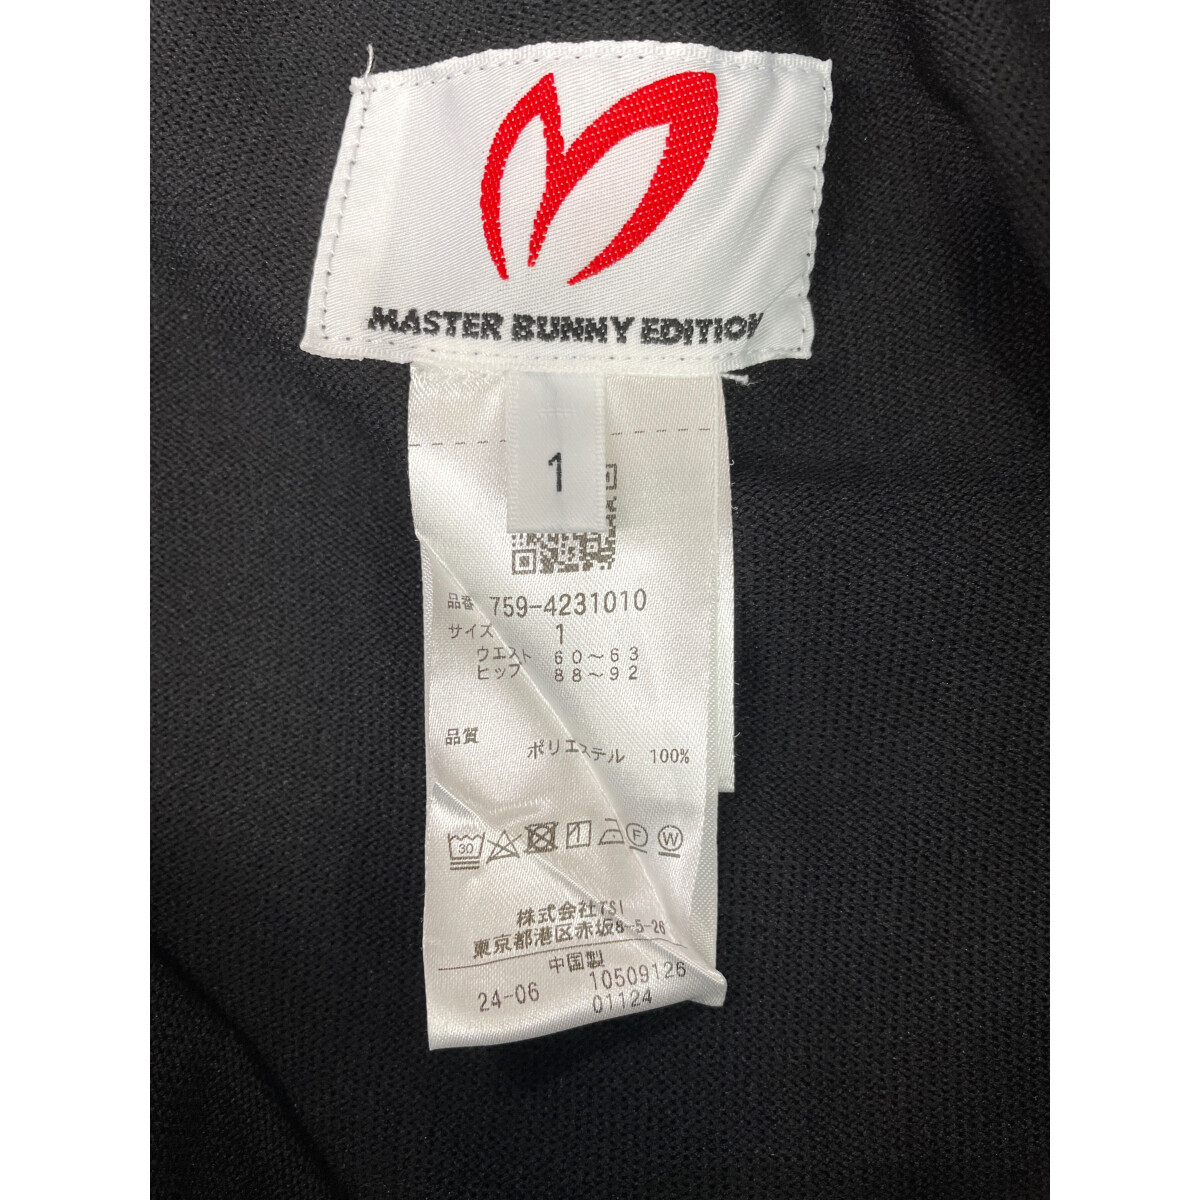 MASTER BUNNY EDITION
1
品番 759-4231010
サイズ 1
ウエスト 60～63
ヒップ 88～92
品質
ポリエステル 100%
30 F W
株式会社TSI
東京都港区赤坂8-5-26
中国製
24-06 10509126
01124